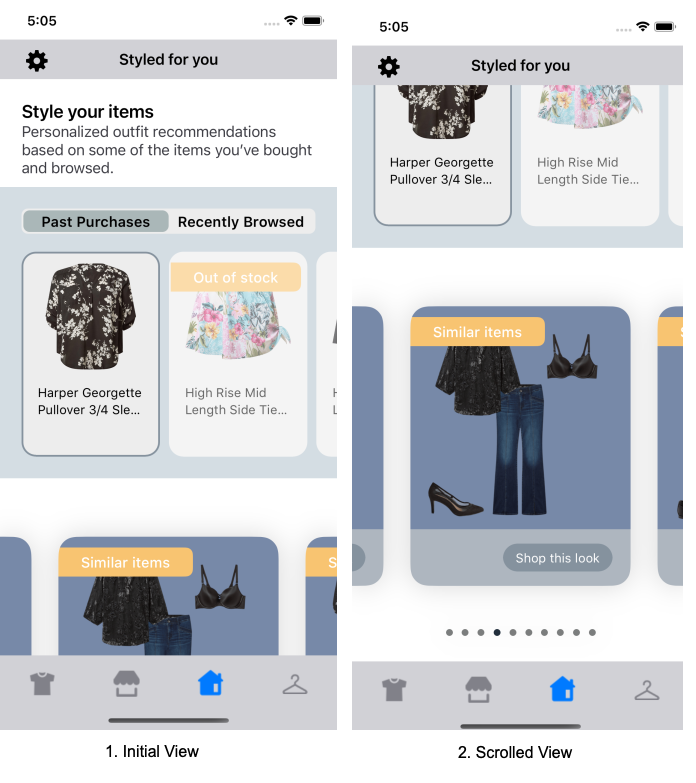 5:05
Styled for you
Style your items
Personalized outfit recommendations
based on some of the items you’ve bought
and browsed.
Past Purchases
Recently Browsed
Out of stock
Harper Georgette
Pullover 3/4 Sle...
High Rise Mid
Length Side Tie...
H
L
Similar items
S
1. Initial View
5:05
Styled for you
Harper Georgette
Pullover 3/4 Sle...
High Rise Mid
Length Side Tie...
Similar items
Shop this look
2. Scrolled View